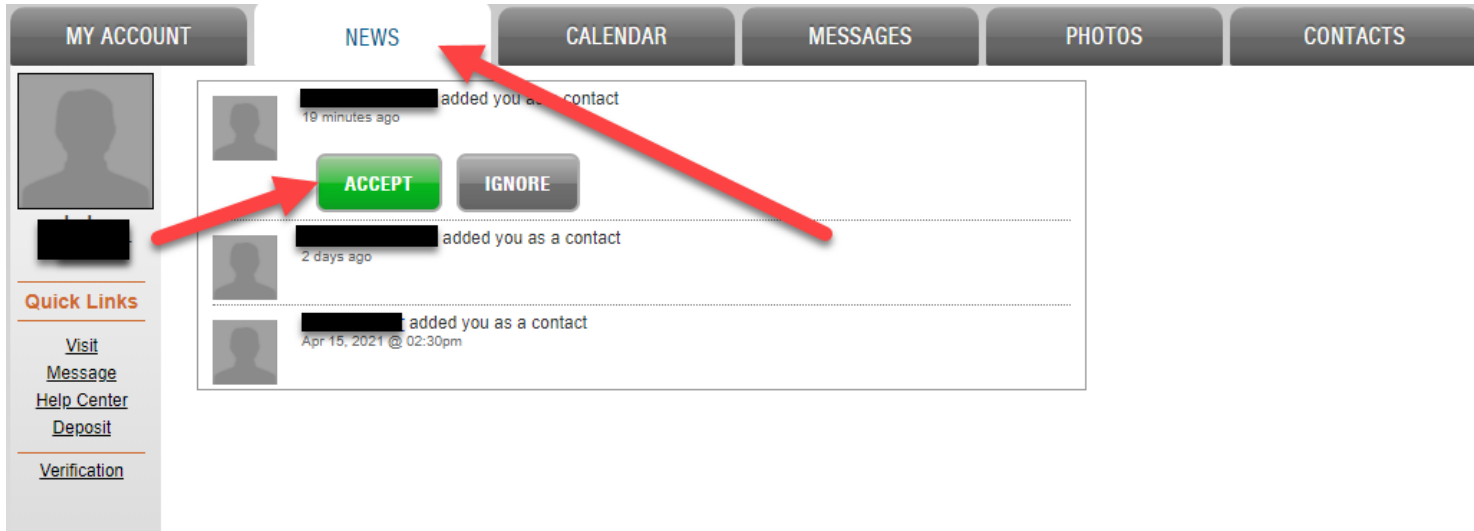 MY ACCOUNT NEWS CALENDAR MESSAGES PHOTOS CONTACTS
added you as a contact
19 minutes ago
ACCEPT IGNORE
added you as a contact
2 days ago
Quick Links
added you as a contact
Apr 15, 2021 @ 02:30pm
Visit
Message
Help Center
Deposit
Verification